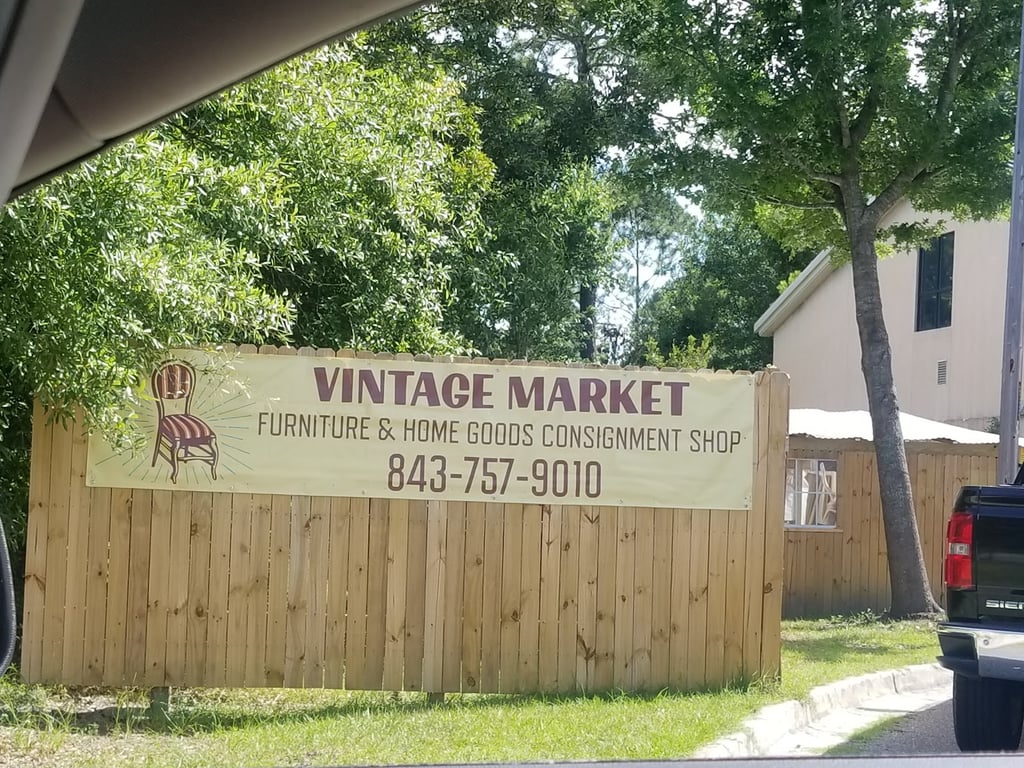 VINTAGE MARKET
FURNITURE & HOME GOODS CONSIGNMENT SHOP
843-757-9010